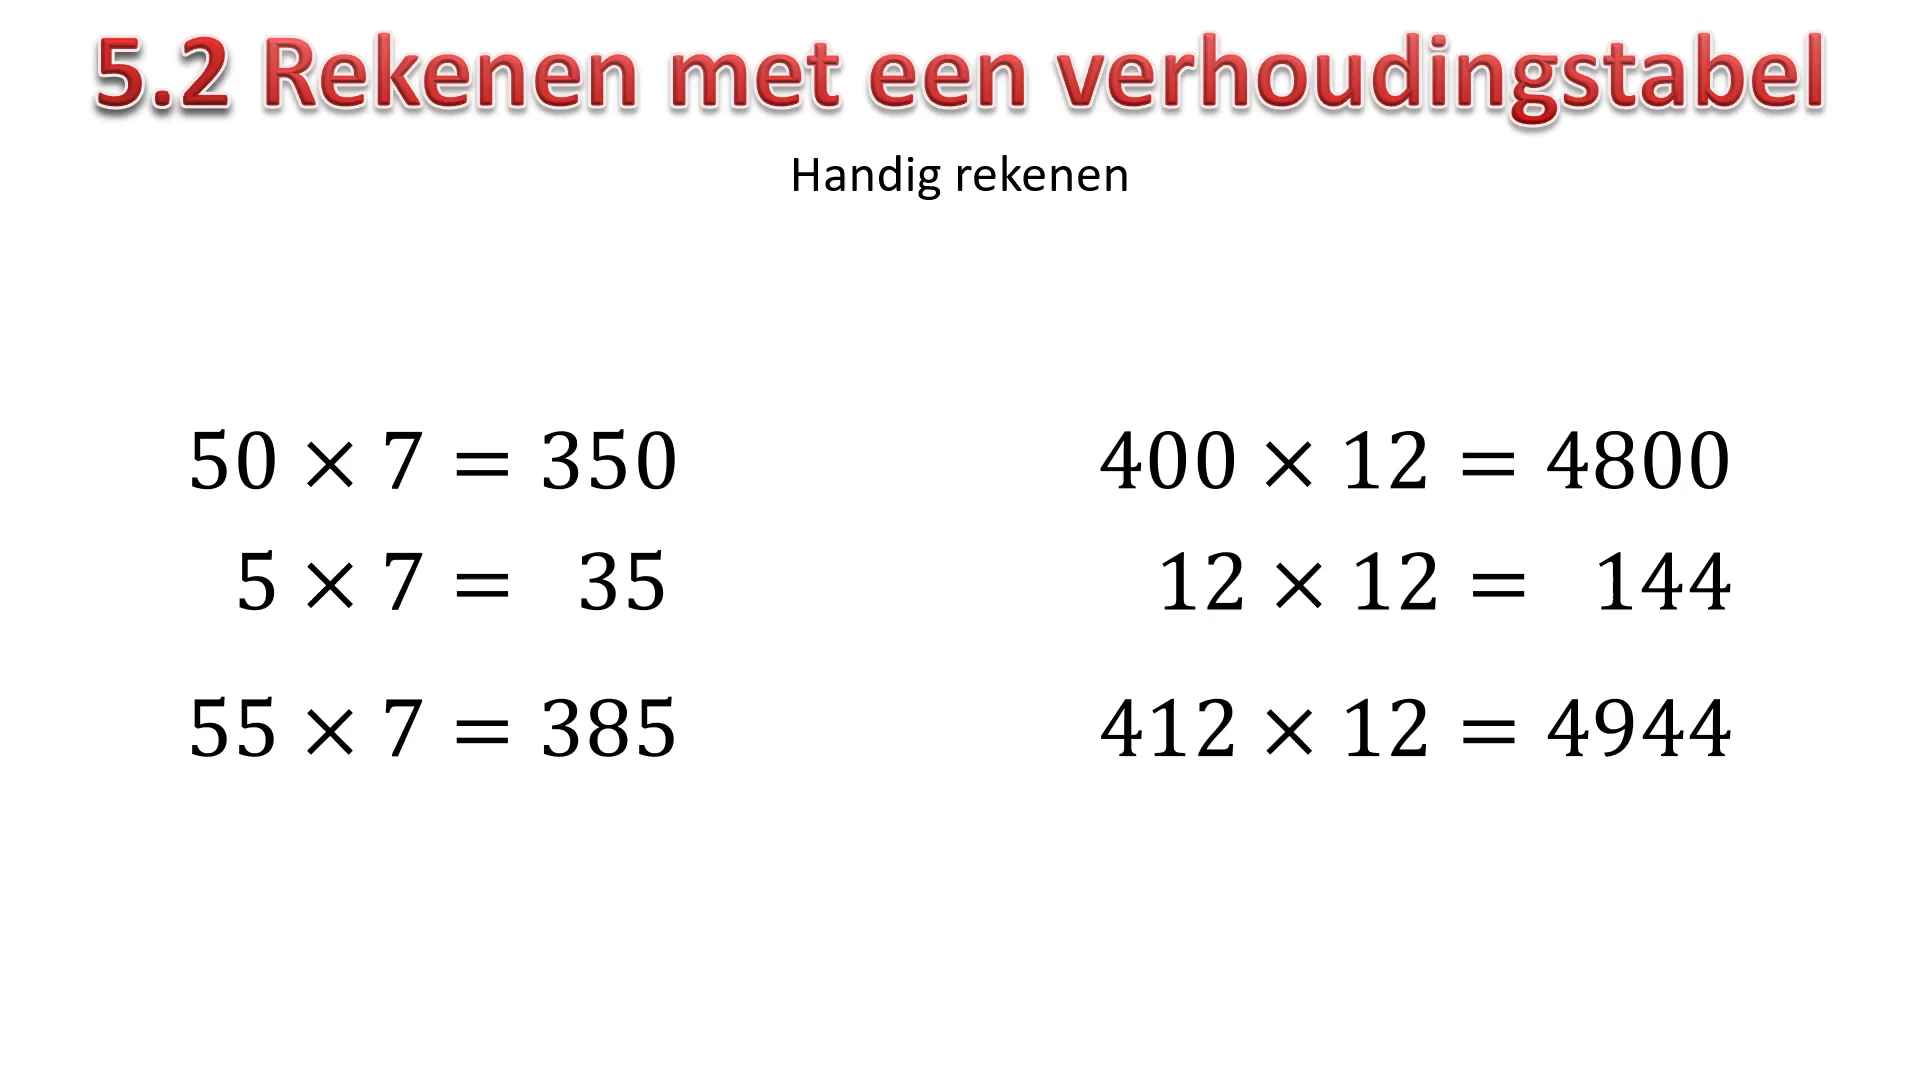 5.2 Rekenen met een verhoudingstabel
Handig rekenen
50 × 7 = 350
5 × 7 = 35
55 × 7 = 385
400 × 12 = 4800
12 × 12 = 144
412 × 12 = 4944